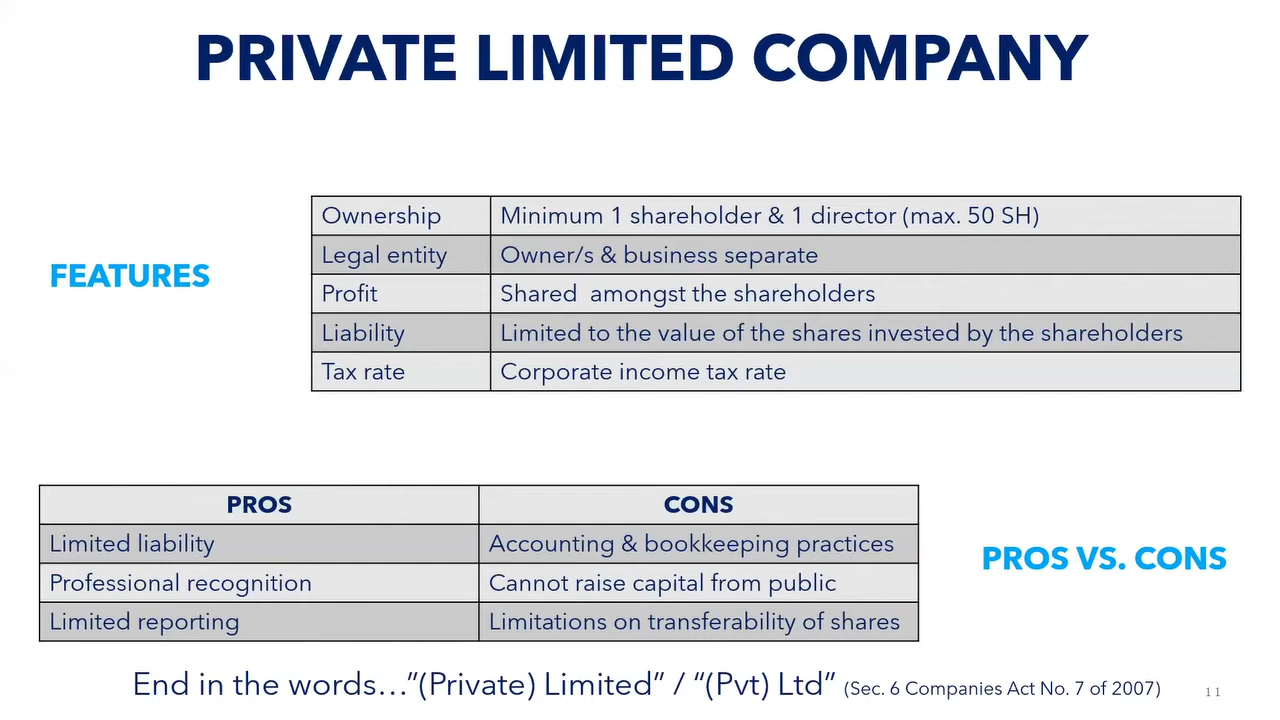 PRIVATE LIMITED COMPANY
FEATURES
Ownership Minimum 1 shareholder & 1 director (max. 50 SH)
Legal entity Owner/s & business separate
Profit Shared amongst the shareholders
Liability Limited to the value of the shares invested by the shareholders
Tax rate Corporate income tax rate
PROS CONS
Limited liability Accounting & bookkeeping practices
Professional recognition Cannot raise capital from public
Limited reporting Limitations on transferability of shares
PROS VS. CONS
End in the words…”(Private) Limited” / “(Pvt) Ltd” (Sec. 6 Companies Act No. 7 of 2007)
11